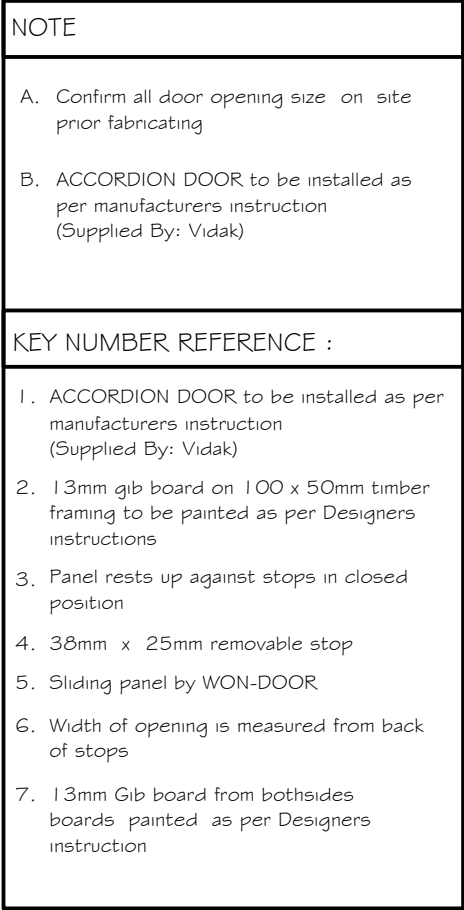 NOTE
A. Confirm all door opening size on site
prior fabricating
B. ACCORDION DOOR to be installed as
per manufacturers instruction
(Supplied By: Vidak)
KEY NUMBER REFERENCE :
1. ACCORDION DOOR to be installed as per
manufacturers instruction
(Supplied By: Vidak)
2. 13mm gib board on 100 x 50mm timber
framing to be painted as per Designers
instructions
3. Panel rests up against stops in closed
position
4. 38mm x 25mm removable stop
5. Sliding panel by WON-DOOR
6. Width of opening is measured from back
of stops
7. 13mm Gib board from bothsides
boards painted as per Designers
instruction